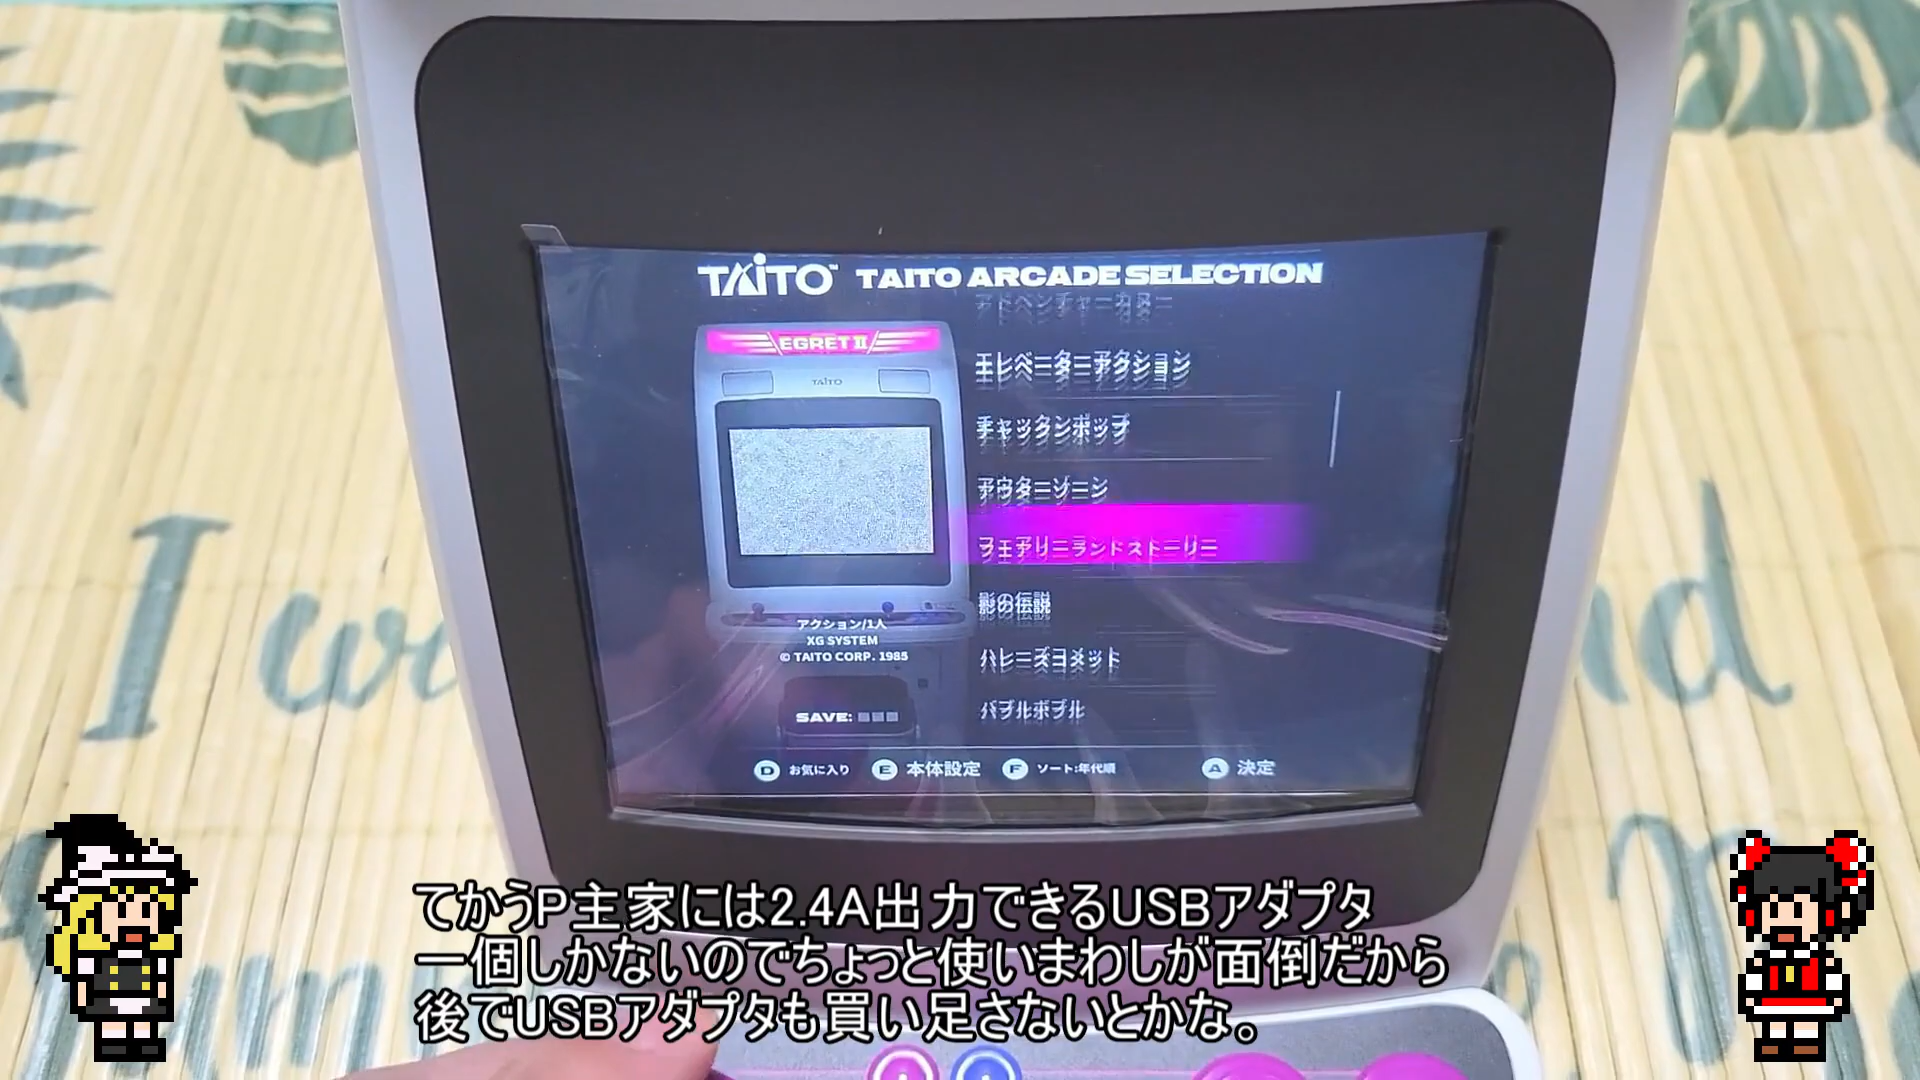 TAITO TAITO ARCADE SELECTION
アドベンチャーカヌー
EGRET II
TAITO
エレベーターアクション
チャックンポップ
アウターゾーン
フェアリーランドストーリー
影の伝説
ハレーズコメット
バブルボブル
アクション/1人
XG SYSTEM
© TAITO CORP. 1985
SAVE:
D お気に入り E 本体設定 F ソート:年代順 A 決定
I wa
nd
てかうP主家には2.4A出力できるUSBアダプタ
一個しかないのでちょっと使いまわしが面倒だから
後でUSBアダプタも買い足さないとかな。